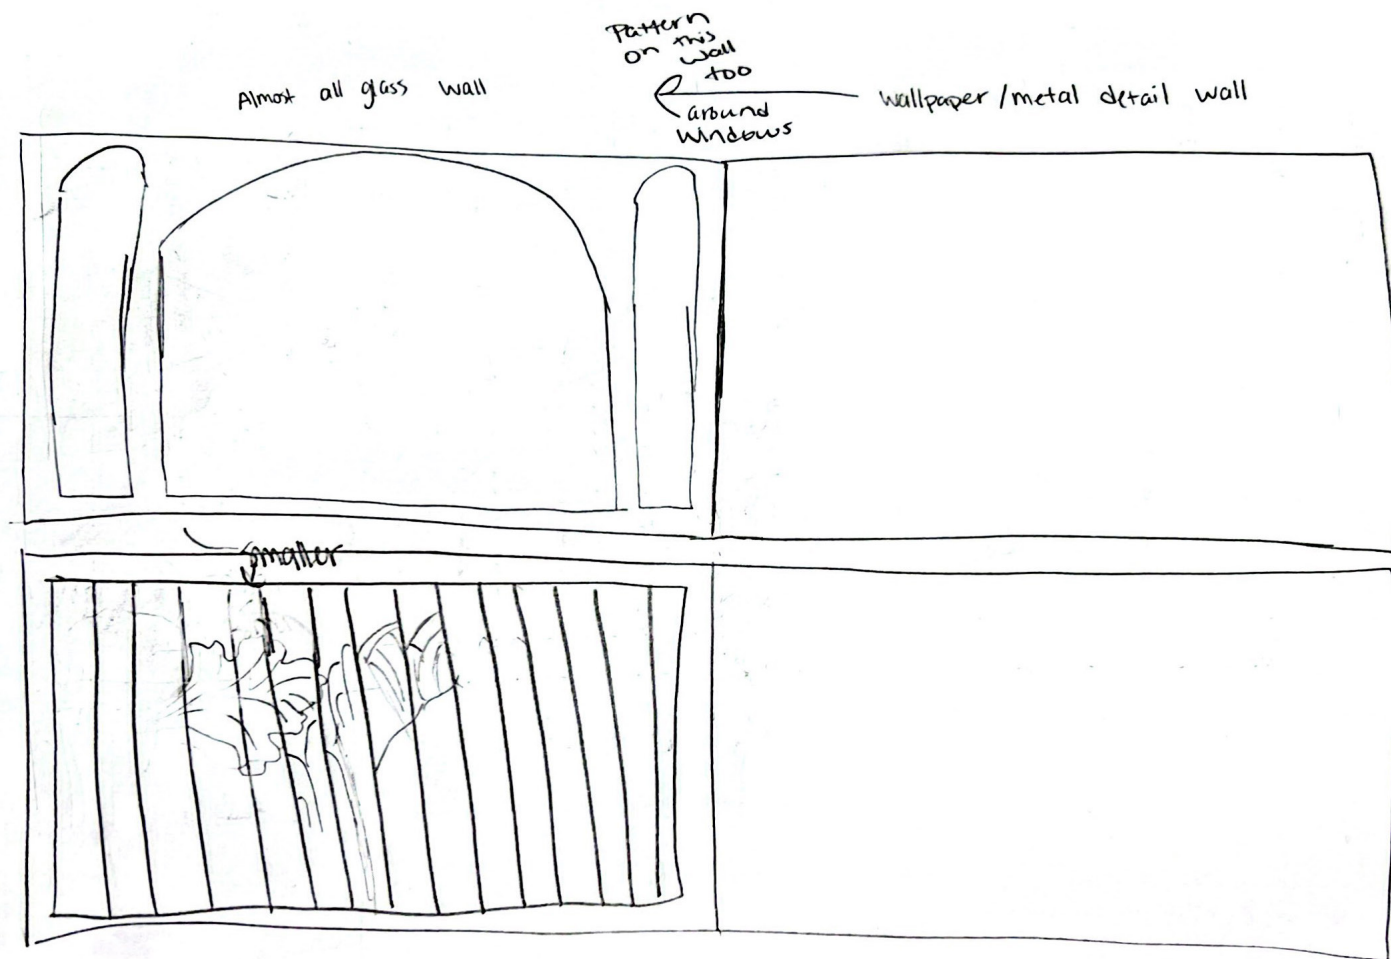 Pattern
on this
wall
too
around
windows
Almost all glass wall
wallpaper/metal detail wall
smaller